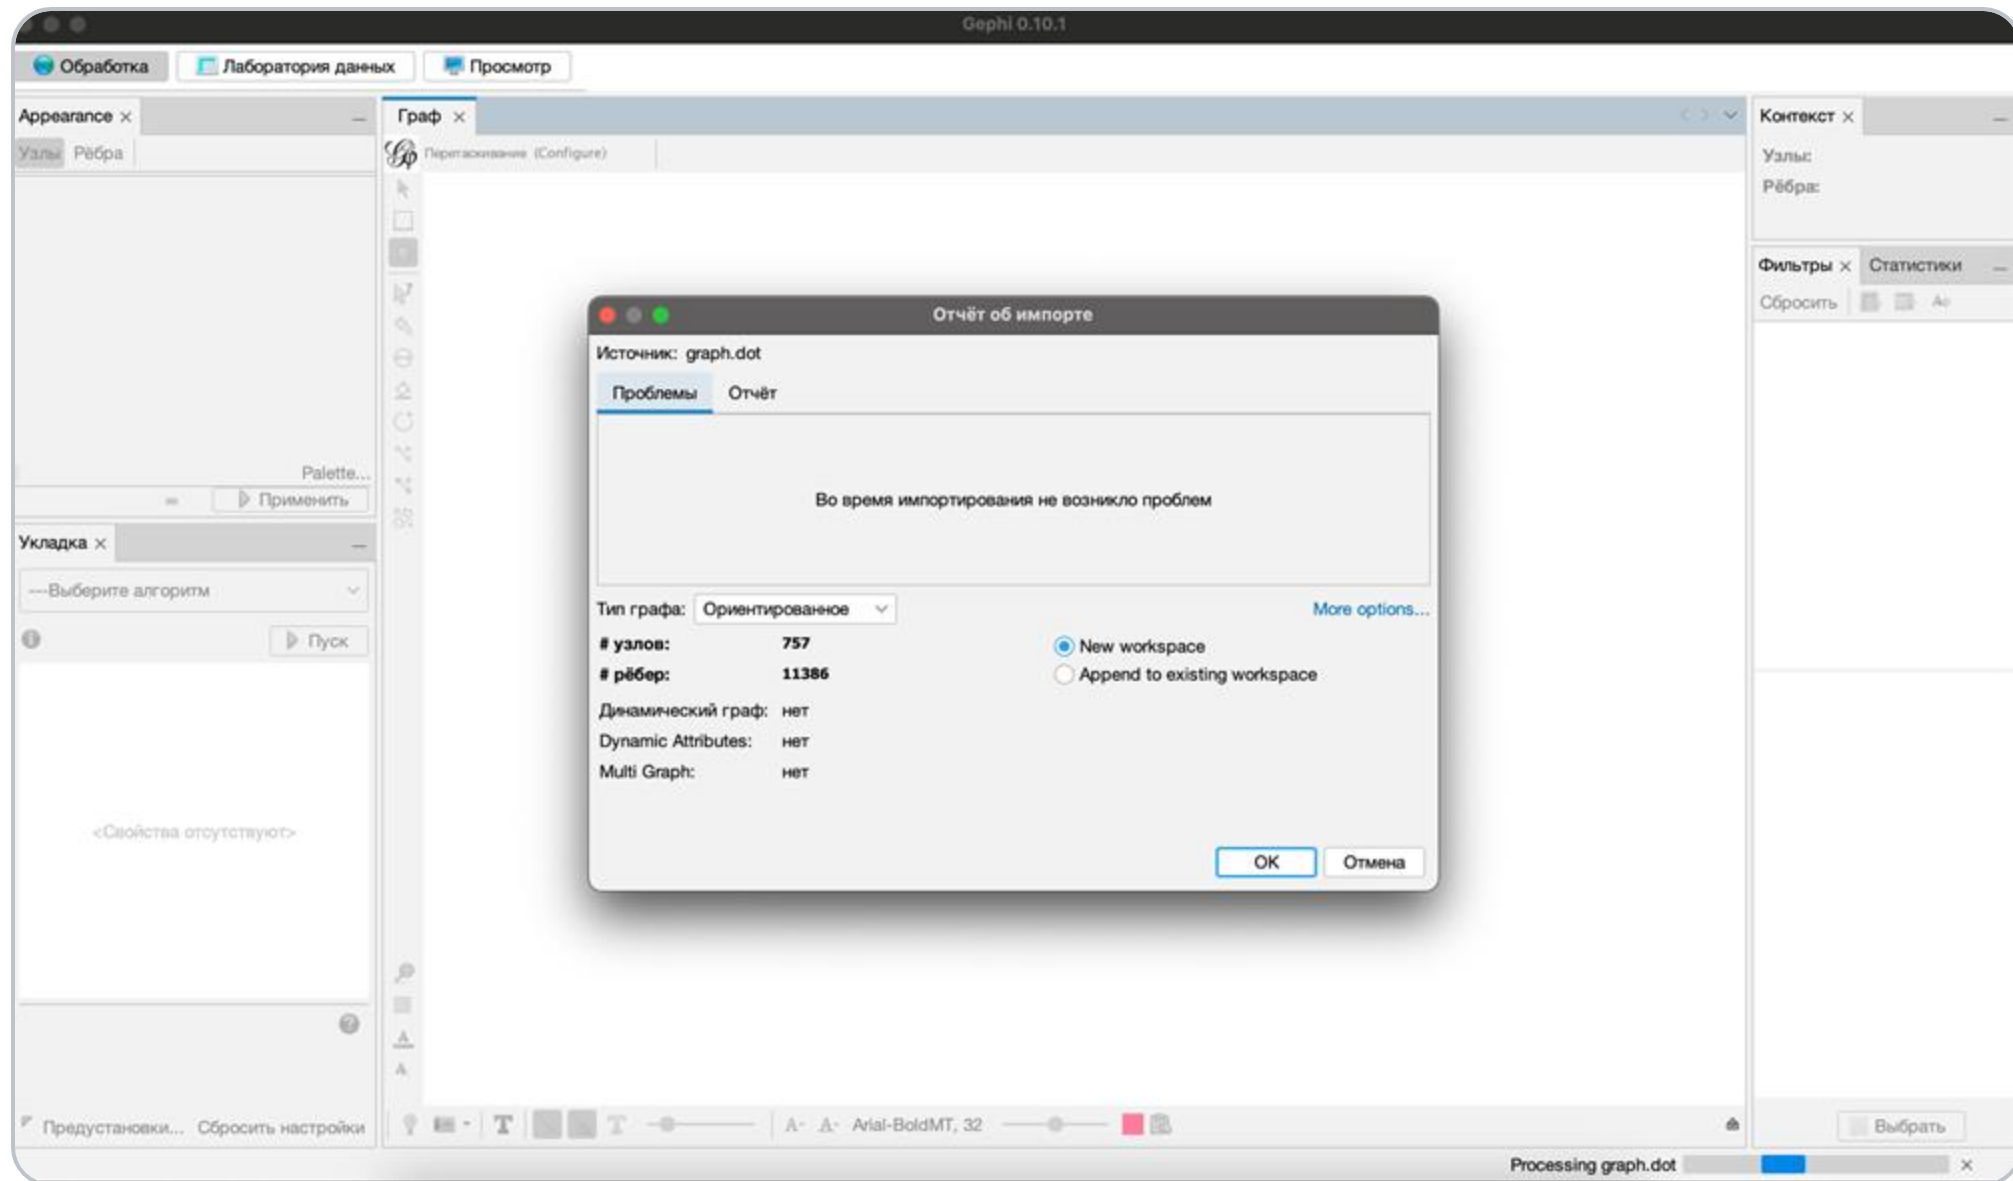 Gephi 0.10.1
Обработка Лаборатория данных Просмотр
Appearance
Узлы Рёбра
Palette...
Применить
Укладка
---Выберите алгоритм
Пуск
<Свойства отсутствуют>
Предустановки... Сбросить настройки
Граф
Перетаскивание (Configure)
Отчёт об импорте
Источник: graph.dot
Проблемы Отчёт
Во время импортирования не возникло проблем
Тип графа: Ориентированное More options...
# узлов: 757 New workspace
# рёбер: 11386 Append to existing workspace
Динамический граф: нет
Dynamic Attributes: нет
Multi Graph: нет
OK Отмена
T T A- A- Arial-BoldMT, 32
Контекст
Узлы:
Рёбра:
Фильтры Статистики
Сбросить
Выбрать
Processing graph.dot